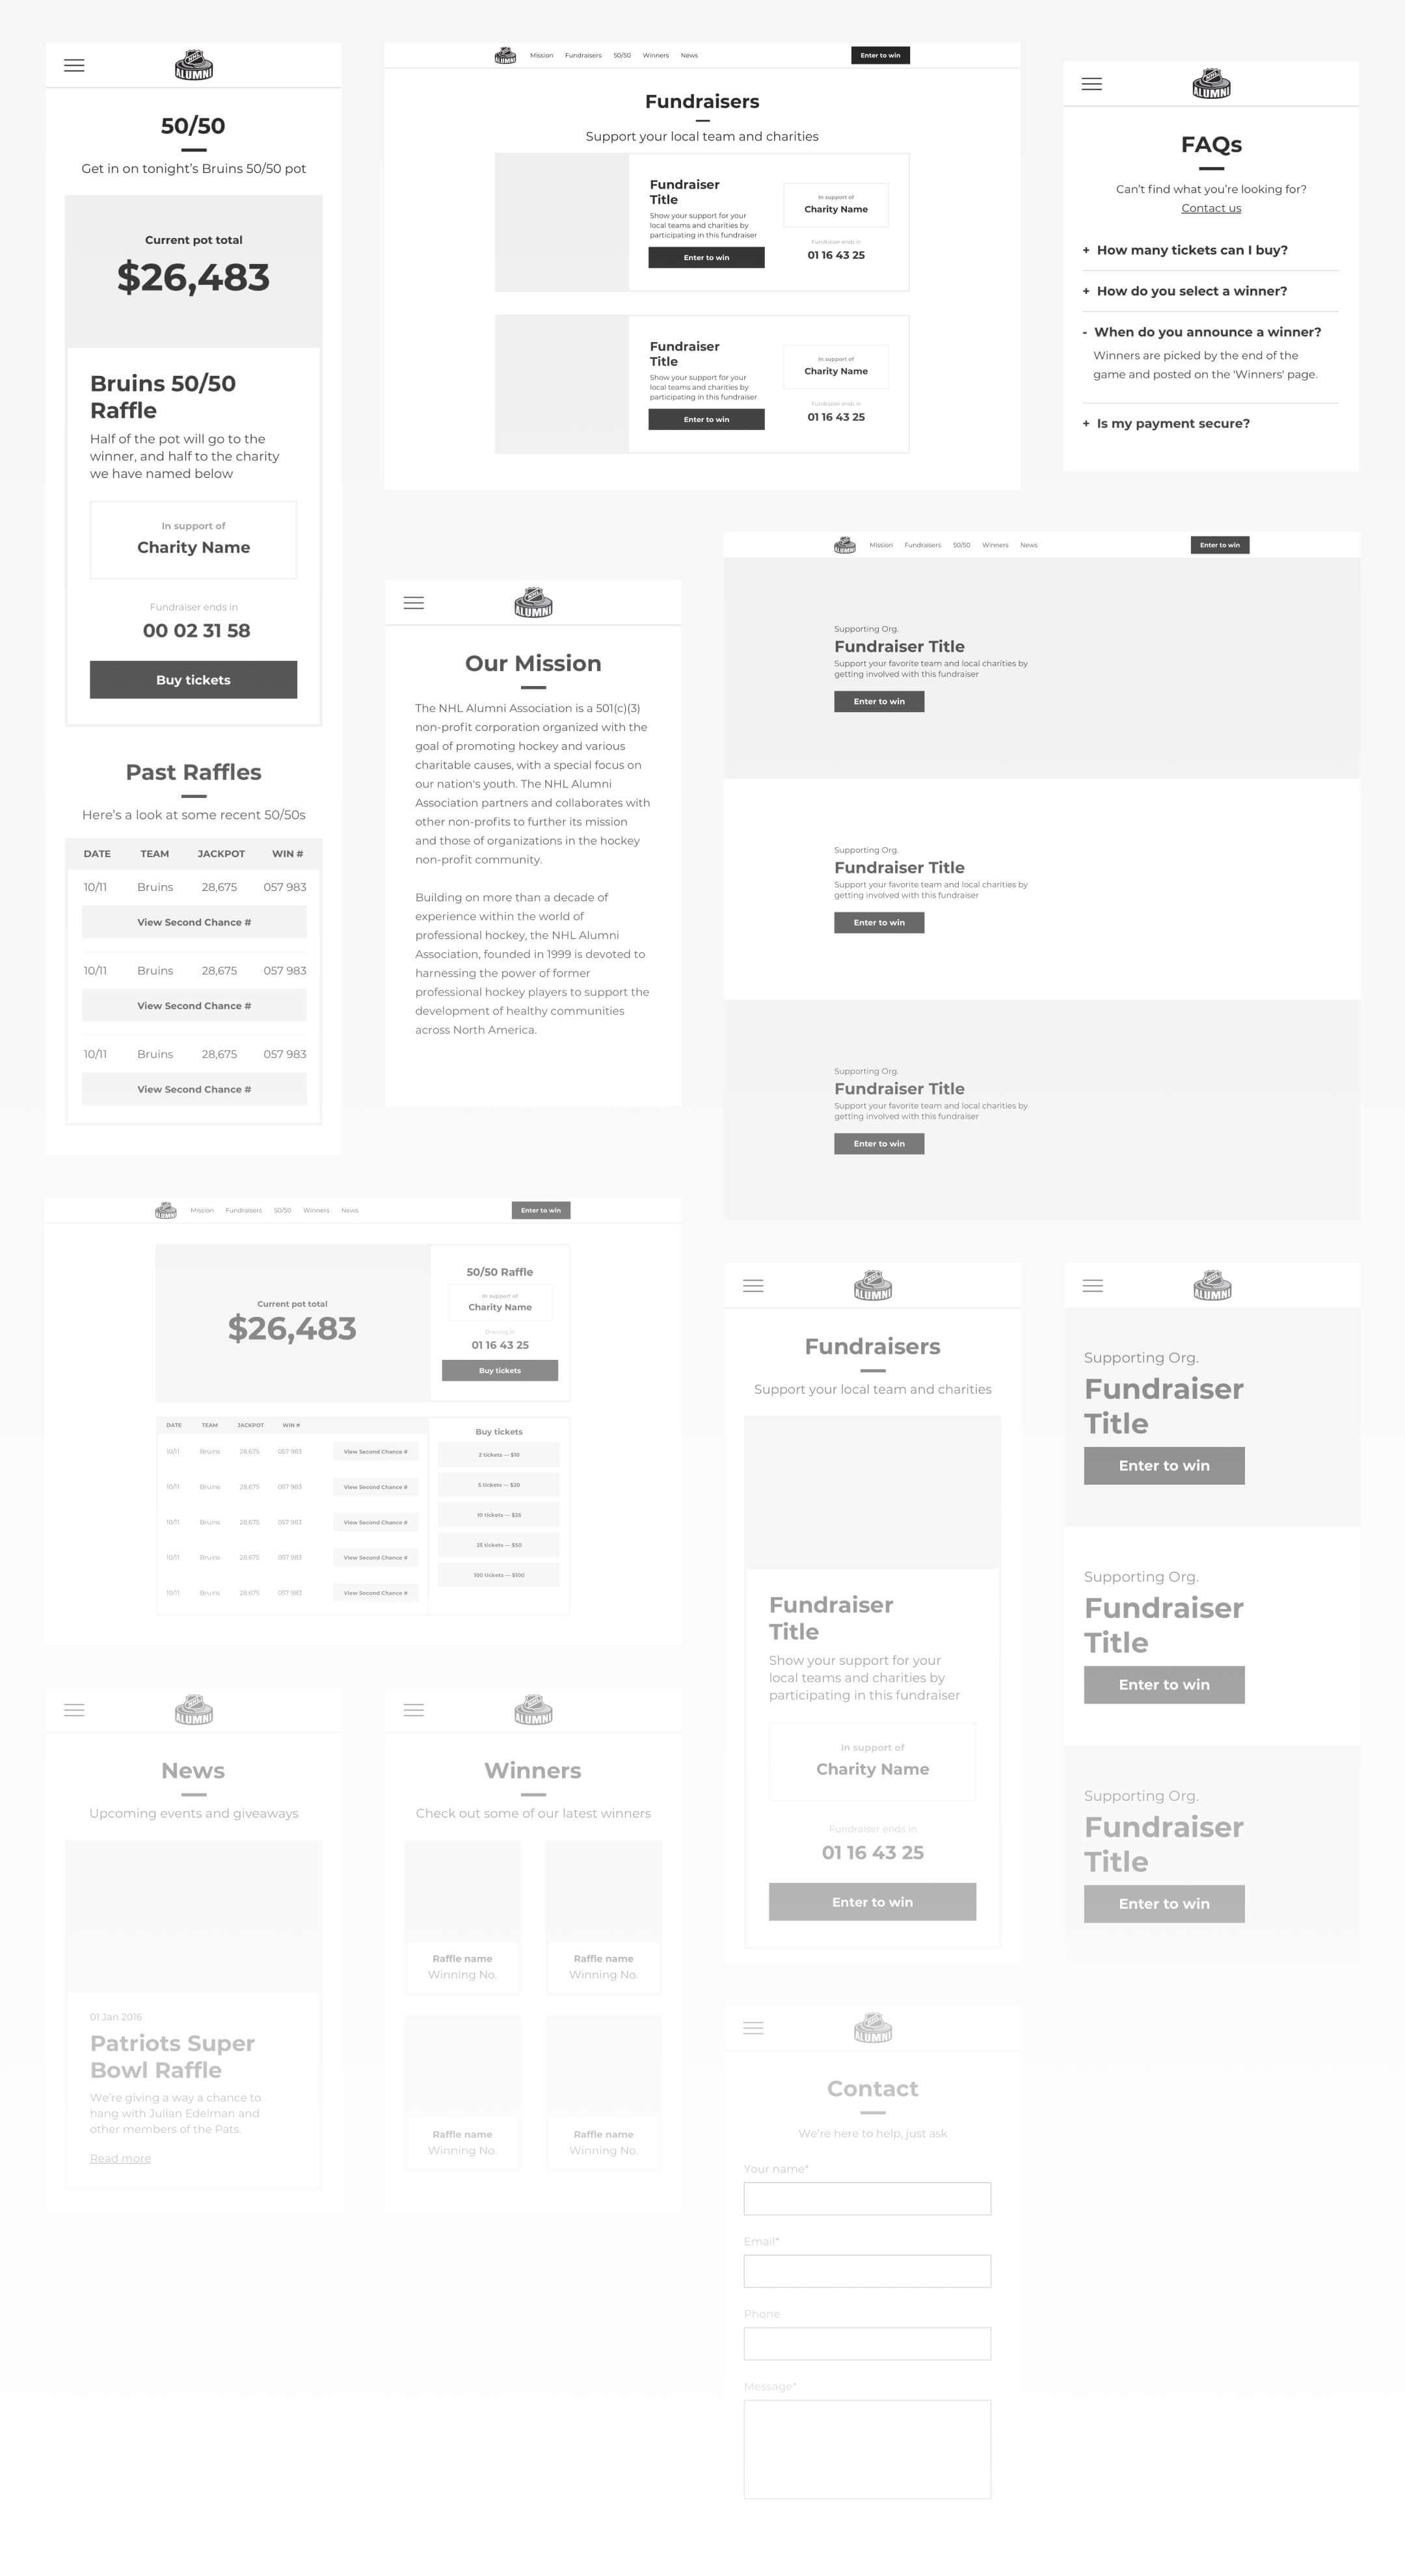 ALUMNI
50/50
Get in on tonight's Bruins 50/50 pot
Current pot total
$26,483
Bruins 50/50
Raffle
Half of the pot will go to the
winner, and half to the charity
we have named below
In support of
Charity Name
Fundraiser ends in
00 02 31 58
Buy tickets
Past Raffles
Here's a look at some recent 50/50s
DATE TEAM JACKPOT WIN #
10/11 Bruins 28,675 057 983
View Second Chance #
10/11 Bruins 28,675 057 983
View Second Chance #
10/11 Bruins 28,675 057 983
View Second Chance #
ALUMNI Mission Fundraisers 50/50 Winners News Enter to win
Fundraisers
Support your local team and charities
Fundraiser
Title
Show your support for your
local teams and charities by
participating in this fundraiser
Enter to win
In support of
Charity Name
Fundraiser ends in
01 16 43 25
Fundraiser
Title
Show your support for your
local teams and charities by
participating in this fundraiser
Enter to win
In support of
Charity Name
Fundraiser ends in
01 16 43 25
ALUMNI
FAQs
Can't find what you're looking for?
Contact us
+ How many tickets can I buy?
+ How do you select a winner?
- When do you announce a winner?
Winners are picked by the end of the
game and posted on the 'Winners' page.
+ Is my payment secure?
ALUMNI
Our Mission
The NHL Alumni Association is a 501(c)(3)
non-profit corporation organized with the
goal of promoting hockey and various
charitable causes, with a special focus on
our nation's youth. The NHL Alumni
Association partners and collaborates with
other non-profits to further its mission
and those of organizations in the hockey
non-profit community.
Building on more than a decade of
experience within the world of
professional hockey, the NHL Alumni
Association, founded in 1999 is devoted to
harnessing the power of former
professional hockey players to support the
development of healthy communities
across North America.
ALUMNI Mission Fundraisers 50/50 Winners News Enter to win
Supporting Org.
Fundraiser Title
Support your favorite team and local charities by
getting involved with this fundraiser
Enter to win
Supporting Org.
Fundraiser Title
Support your favorite team and local charities by
getting involved with this fundraiser
Enter to win
Supporting Org.
Fundraiser Title
Support your favorite team and local charities by
getting involved with this fundraiser
Enter to win
ALUMNI Mission Fundraisers 50/50 Winners News Enter to win
Current pot total
$26,483
50/50 Raffle
In support of
Charity Name
Drawing in
01 16 43 25
Buy tickets
DATE TEAM JACKPOT WIN #
10/11 Bruins 28,675 057 983 View Second Chance #
10/11 Bruins 28,675 057 983 View Second Chance #
10/11 Bruins 28,675 057 983 View Second Chance #
10/11 Bruins 28,675 057 983 View Second Chance #
10/11 Bruins 28,675 057 983 View Second Chance #
Buy tickets
2 tickets — $10
5 tickets — $20
10 tickets — $25
25 tickets — $50
100 tickets — $100
ALUMNI
Fundraisers
Support your local team and charities
Fundraiser
Title
Show your support for your
local teams and charities by
participating in this fundraiser
In support of
Charity Name
Fundraiser ends in
01 16 43 25
Enter to win
ALUMNI
Supporting Org.
Fundraiser
Title
Enter to win
Supporting Org.
Fundraiser
Title
Enter to win
Supporting Org.
Fundraiser
Title
Enter to win
ALUMNI
News
Upcoming events and giveaways
01 Jan 2016
Patriots Super
Bowl Raffle
We're giving a way a chance to
hang with Julian Edelman and
other members of the Pats.
Read more
ALUMNI
Winners
Check out some of our latest winners
Raffle name
Winning No.
Raffle name
Winning No.
Raffle name
Winning No.
Raffle name
Winning No.
ALUMNI
Contact
We're here to help, just ask
Your name*
Email*
Phone
Message*